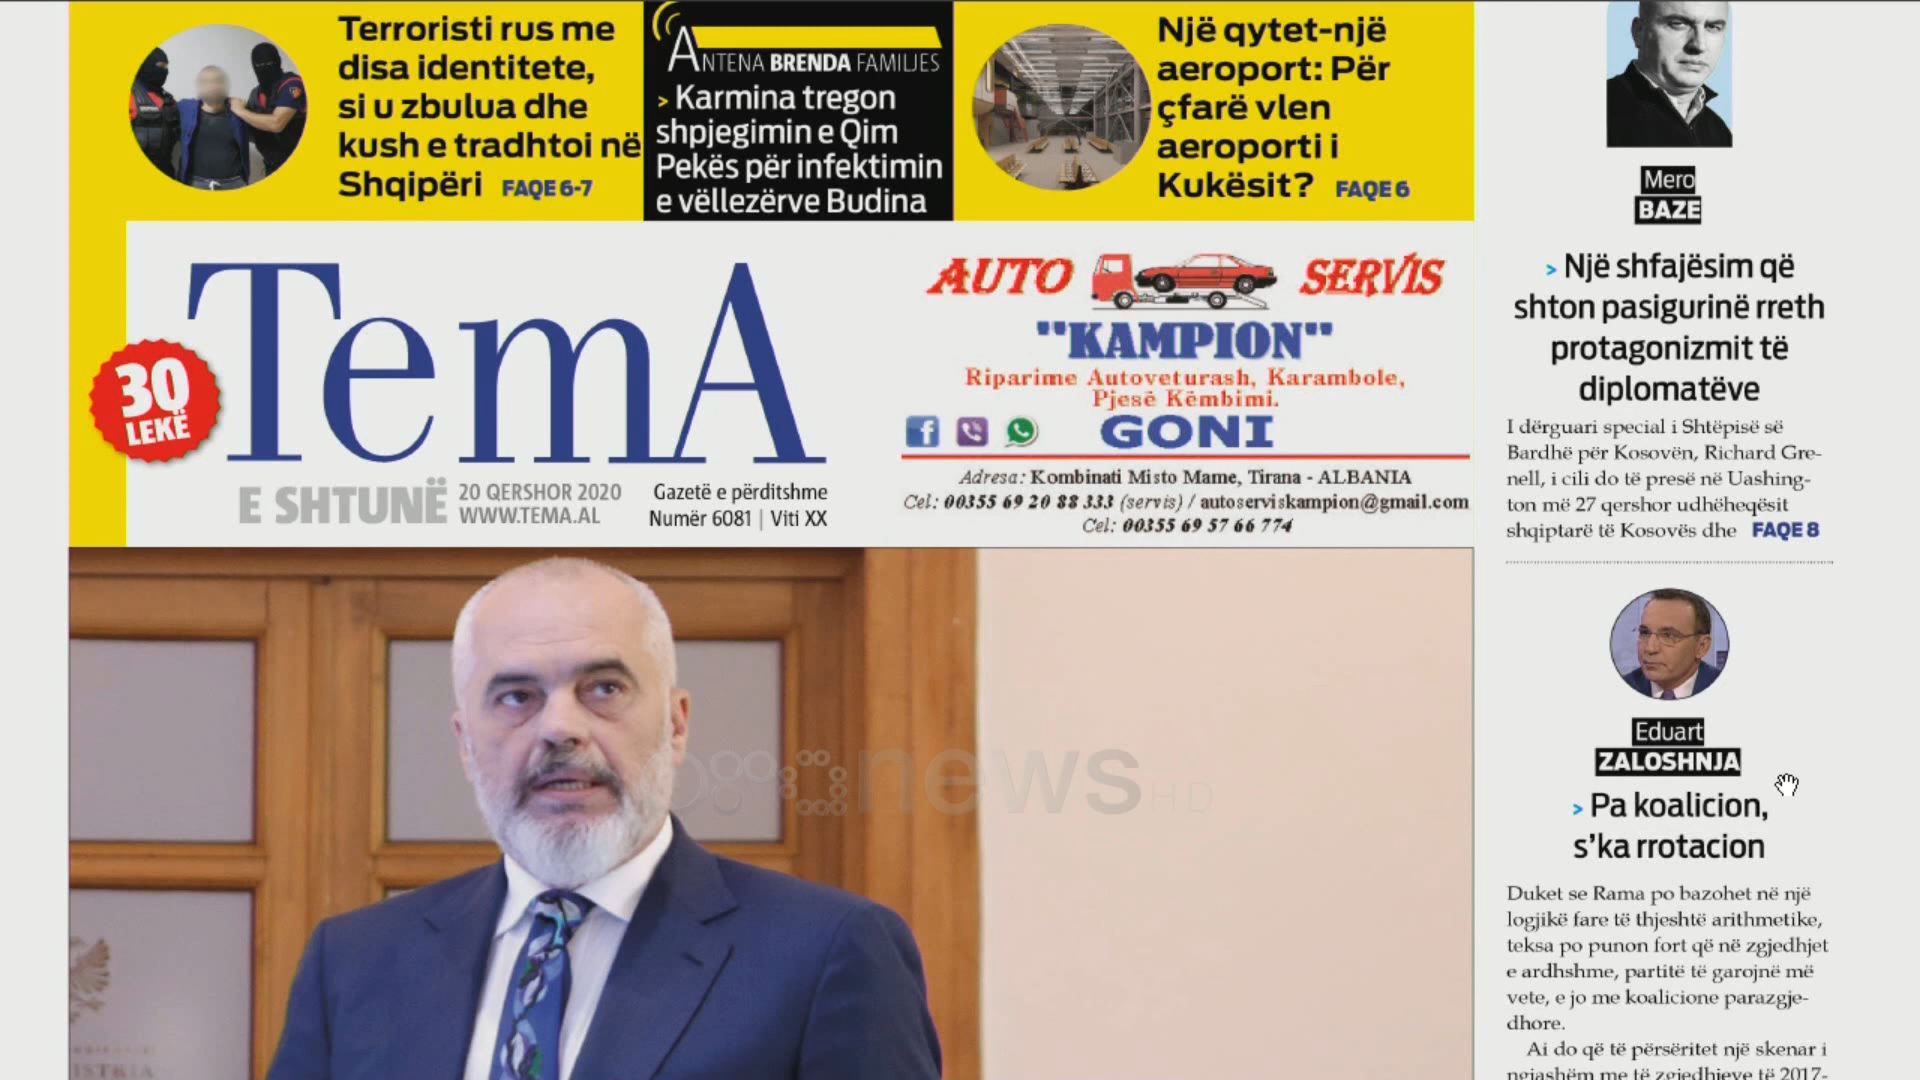 Terroristi rus me
disa identitete,
si u zbulua dhe
kush e tradhtoi në
Shqipëri FAQE 6-7
ANTENA BRENDA FAMILJES
> Karmina tregon
shpjegimin e Qim
Pekës për infektimin
e vëllezërve Budina
Një qytet-një
aeroport: Për
çfarë vlen
aeroporti i
Kukësit? FAQE 6
30
LEKË
TemA
E SHTUNË
20 QERSHOR 2020
WWW.TEMA.AL
Gazetë e përditshme
Numër 6081 | Viti XX
AUTO SERVIS
"KAMPION"
Riparime Autoveturash, Karambole,
Pjesë Këmbimi.
GONI
Adresa: Kombinati Misto Mame, Tirana - ALBANIA
Cel: 00355 69 20 88 333 (servis) / autoserviskampion@gmail.com
Cel: 00355 69 57 66 774
Mero
BAZE
> Një shfajësim që
shton pasigurinë rreth
protagonizmit të
diplomatëve
I dërguari special i Shtëpisë së
Bardhë për Kosovën, Richard Gre-
nell, i cili do të presë në Uashing-
ton më 27 qershor udhëheqësit
shqiptarë të Kosovës dhe FAQE 8
Eduart
ZALOSHNJA
> Pa koalicion,
s'ka rrotacion
Duket se Rama po bazohet në një
logjikë fare të thjeshtë arithmetike,
teksa po punon fort që në zgjedhjet
e ardhshme, partitë të garojnë më
vete, e jo me koalicione parazgje-
dhore.
Ai do që të përsëritet një skenar i
ngjashëm me të zgjedhjeve të 2017-
news HD